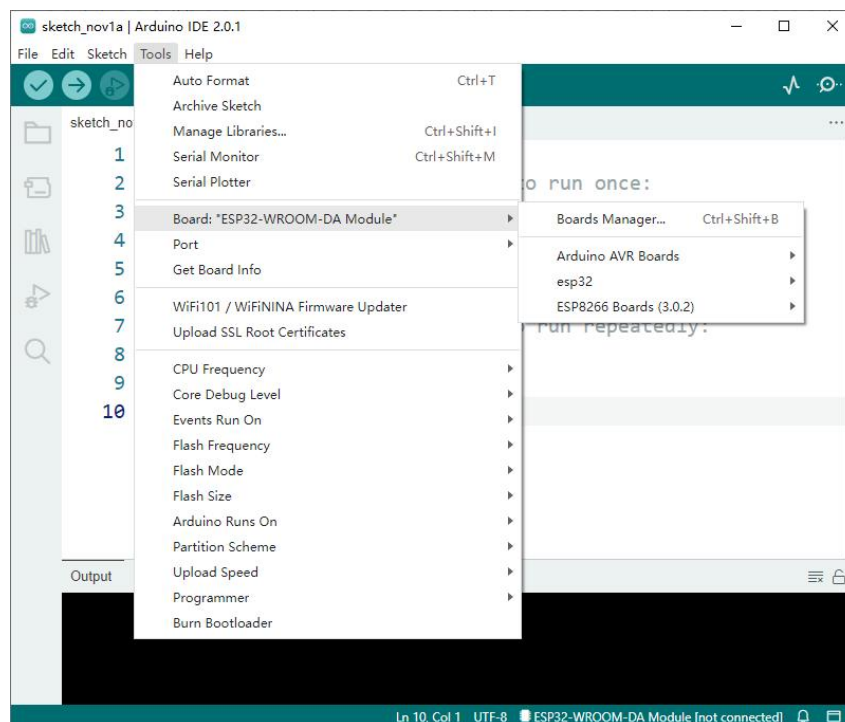 sketch_nov1a | Arduino IDE 2.0.1
File Edit Sketch Tools Help
Auto Format Ctrl+T
Archive Sketch
sketch_no
Manage Libraries... Ctrl+Shift+I
1
Serial Monitor Ctrl+Shift+M
2
Serial Plotter
run once:
3
Board: "ESP32-WROOM-DA Module"
Boards Manager... Ctrl+Shift+B
4
Port
Arduino AVR Boards
5
Get Board Info
esp32
6
WiFi101 / WiFiNINA Firmware Updater
ESP8266 Boards (3.0.2)
7
Upload SSL Root Certificates
run repeatedly:
8
CPU Frequency
9
Core Debug Level
10
Events Run On
Flash Frequency
Flash Mode
Flash Size
Arduino Runs On
Partition Scheme
Output
Upload Speed
Programmer
Burn Bootloader
Ln 10, Col 1 UTF-8 ESP32-WROOM-DA Module [not connected]